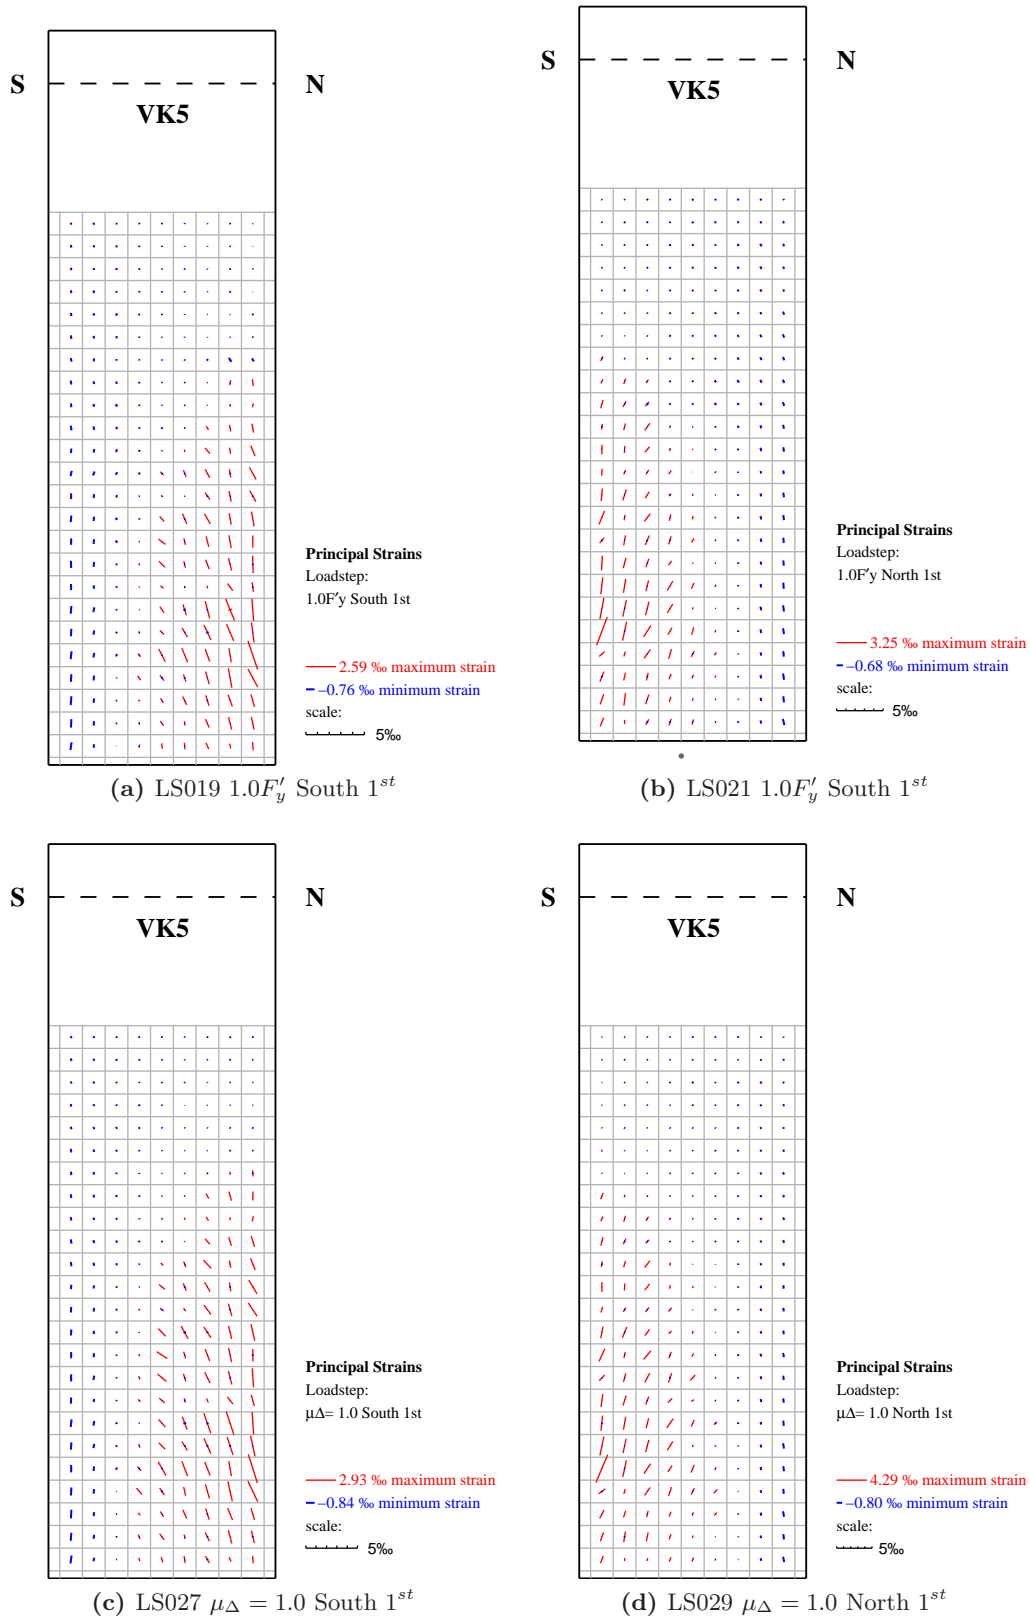 S
N
VK5
Principal Strains
Loadstep:
1.0F'y South 1st
2.59 ‰ maximum strain
−0.76 ‰ minimum strain
scale:
5‰
(a) LS019 1.0F′y South 1st
S
N
VK5
Principal Strains
Loadstep:
1.0F'y North 1st
3.25 ‰ maximum strain
−0.68 ‰ minimum strain
scale:
5‰
(b) LS021 1.0F′y South 1st
S
N
VK5
Principal Strains
Loadstep:
μΔ= 1.0 South 1st
2.93 ‰ maximum strain
−0.84 ‰ minimum strain
scale:
5‰
(c) LS027 μΔ = 1.0 South 1st
S
N
VK5
Principal Strains
Loadstep:
μΔ= 1.0 North 1st
4.29 ‰ maximum strain
−0.80 ‰ minimum strain
scale:
5‰
(d) LS029 μΔ = 1.0 North 1st